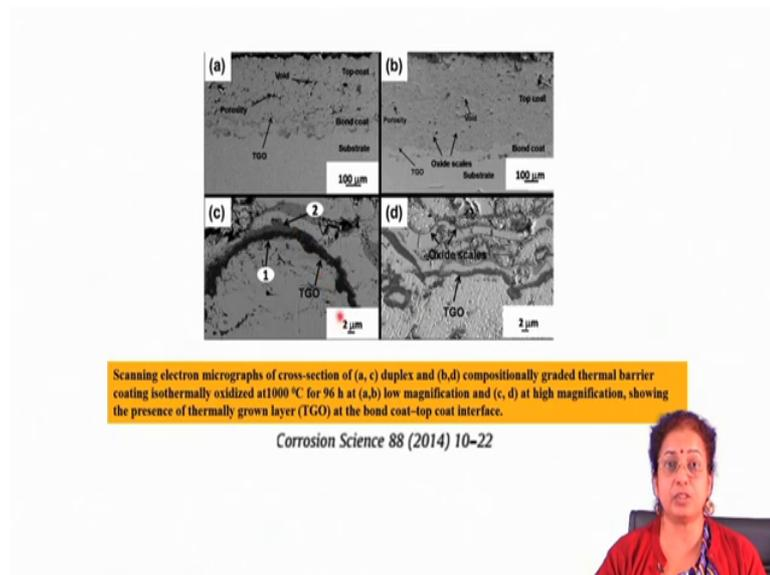 (a)
Void
Top coat
Porosity
Bond coat
TGO
Substrate
100 μm
(b)
Top coat
Porosity
Void
Bond coat
Oxide scales
TGO
Substrate
100 μm
(c)
2
1
TGO
2 μm
(d)
Oxide scales
TGO
2 μm
Scanning electron micrographs of cross-section of (a, c) duplex and (b,d) compositionally graded thermal barrier
coating isothermally oxidized at1000 ⁰C for 96 h at (a,b) low magnification and (c, d) at high magnification, showing
the presence of thermally grown layer (TGO) at the bond coat–top coat interface.
Corrosion Science 88 (2014) 10–22